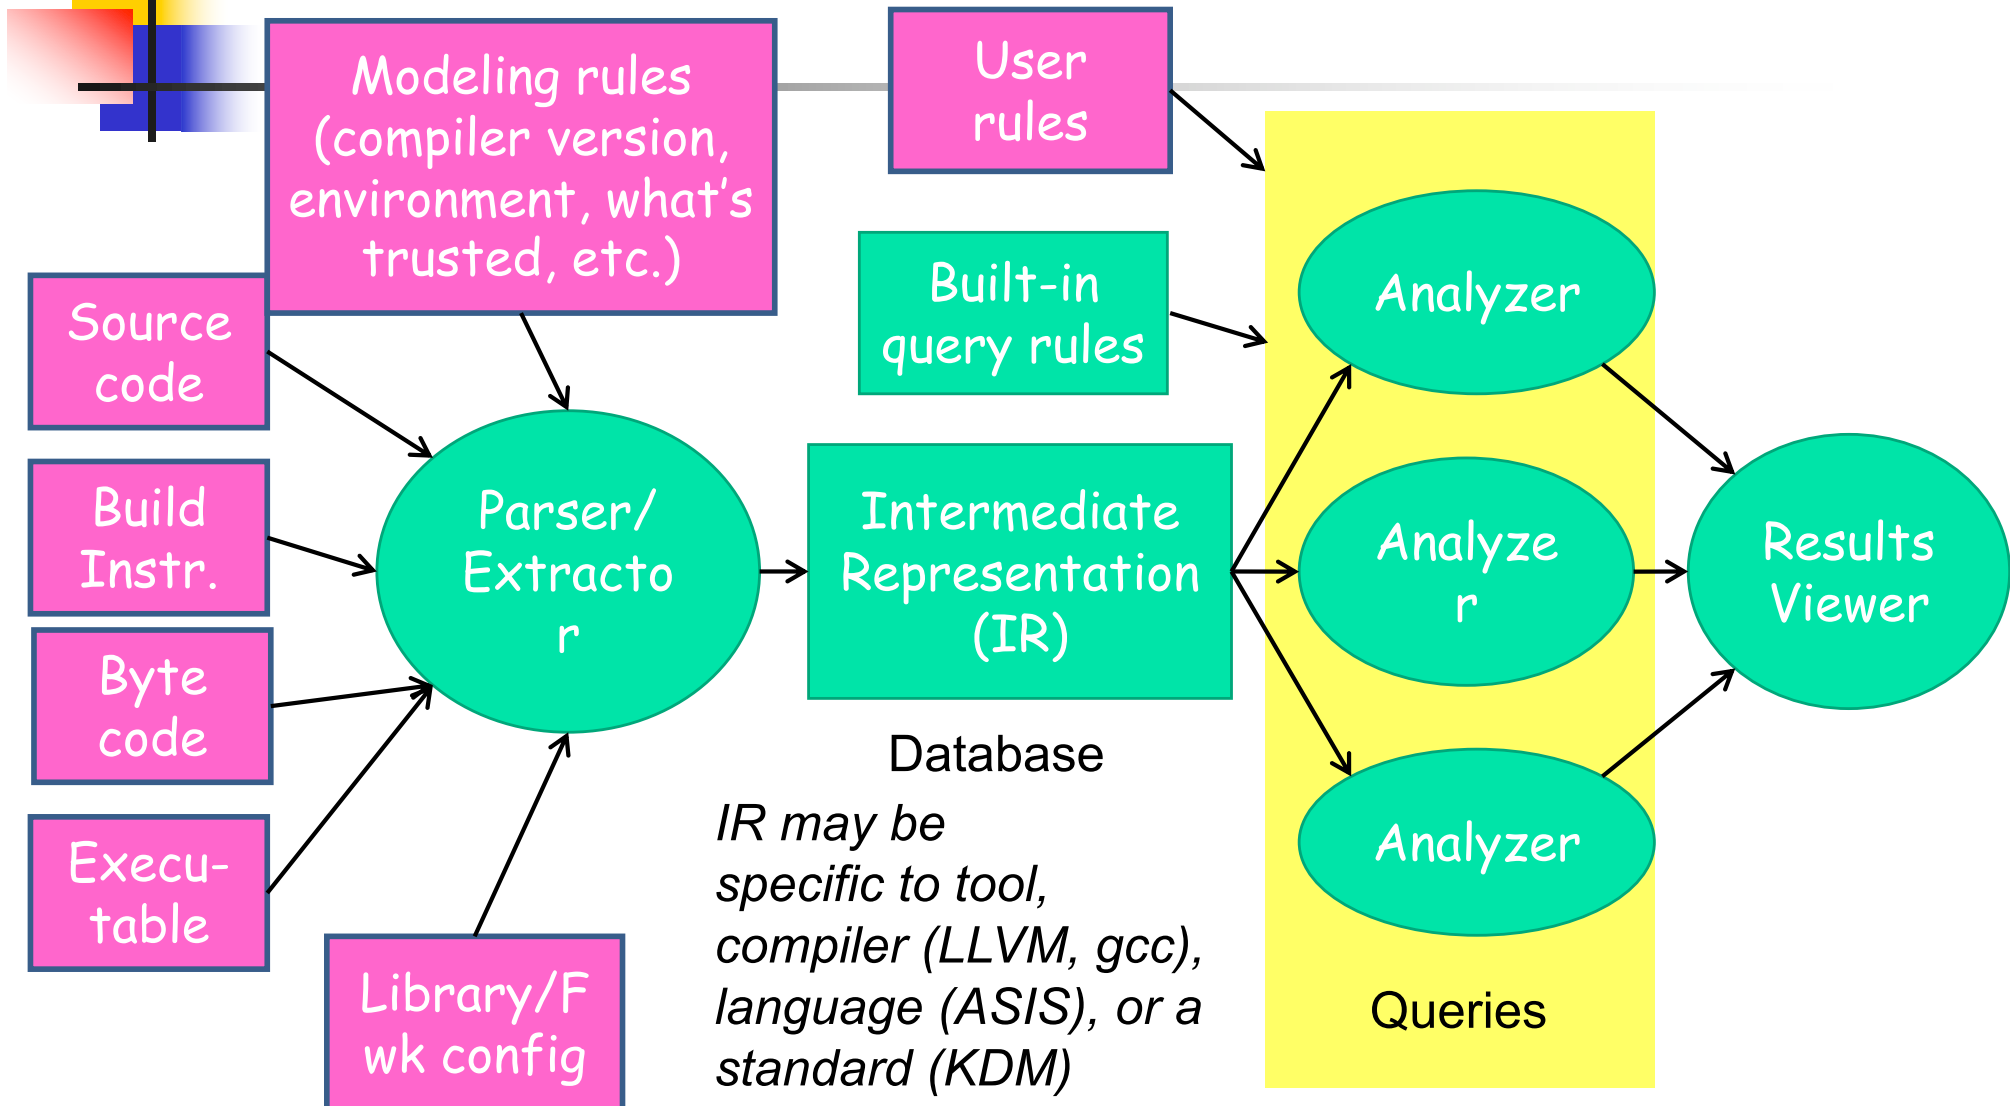 Modeling rules
(compiler version,
environment, what's
trusted, etc.)
User
rules
Source
code
Built-in
query rules
Analyzer
Build
Instr.
Parser/
Extracto
r
Intermediate
Representation
(IR)
Analyze
r
Results
Viewer
Byte
code
Database
Execu-
table
IR may be
specific to tool,
compiler (LLVM, gcc),
language (ASIS), or a
standard (KDM)
Analyzer
Library/F
wk config
Queries